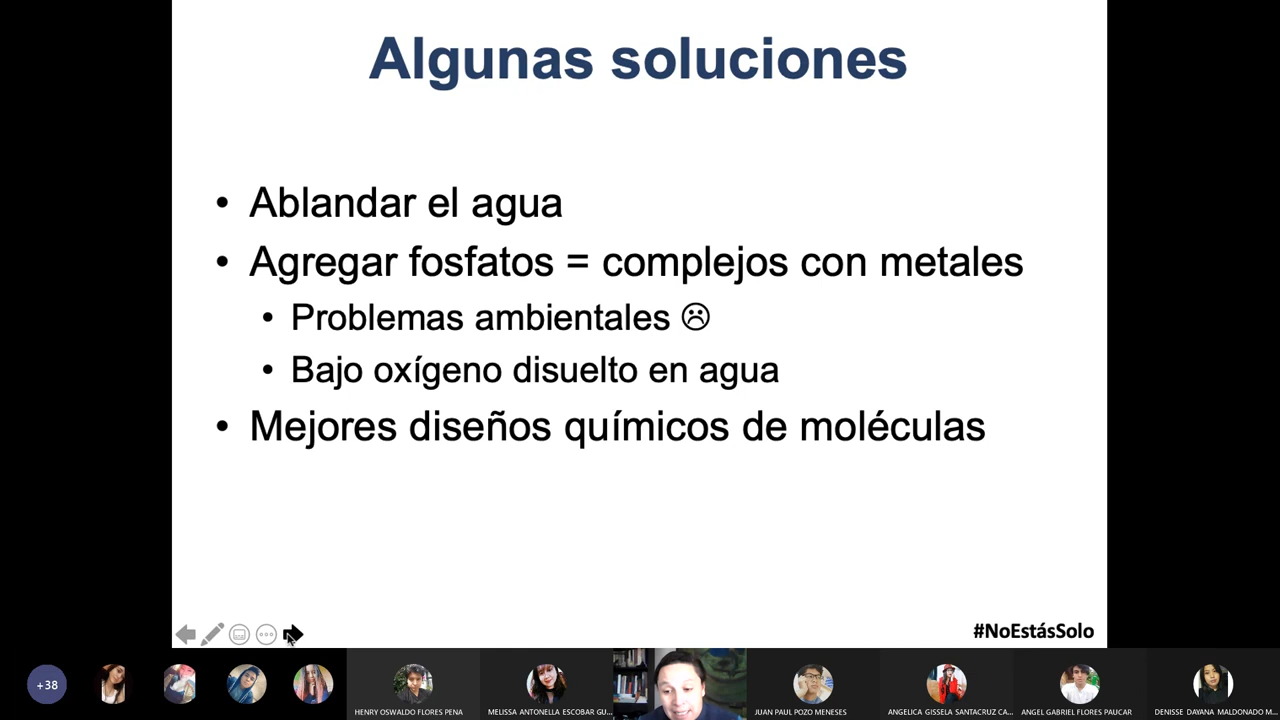 Algunas soluciones
• Ablandar el agua
• Agregar fosfatos = complejos con metales
• Problemas ambientales ☹
• Bajo oxígeno disuelto en agua
• Mejores diseños químicos de moléculas
#NoEstásSolo
+38
HENRY OSWALDO FLORES PENA
MELISSA ANTONELLA ESCOBAR GU...
JUAN PAUL POZO MENESES
ANGELICA GISSELA SANTACRUZ CA...
ANGEL GABRIEL FLORES PAUCAR
DENISSE DAYANA MALDONADO M...